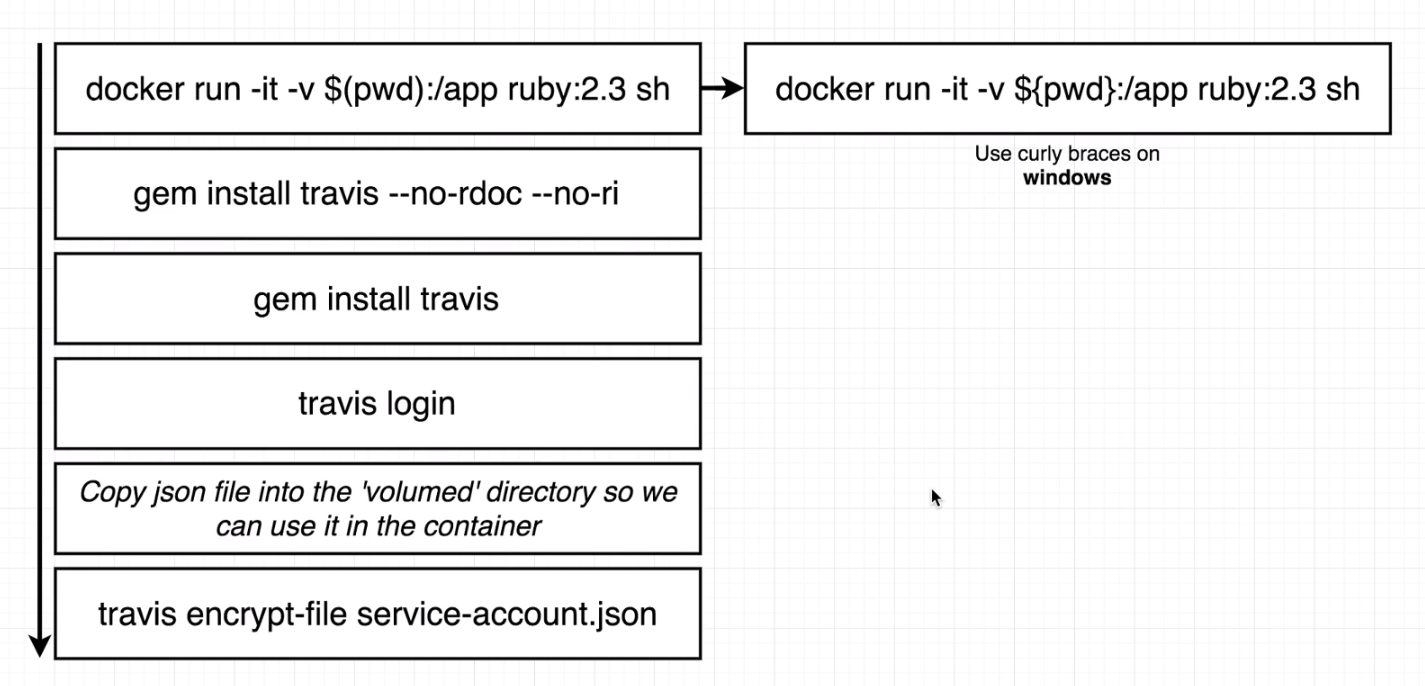 docker run -it -v $(pwd):/app ruby:2.3 sh
docker run -it -v ${pwd}:/app ruby:2.3 sh
Use curly braces on
windows
gem install travis --no-rdoc --no-ri
gem install travis
travis login
Copy json file into the 'volumed' directory so we
can use it in the container
travis encrypt-file service-account.json